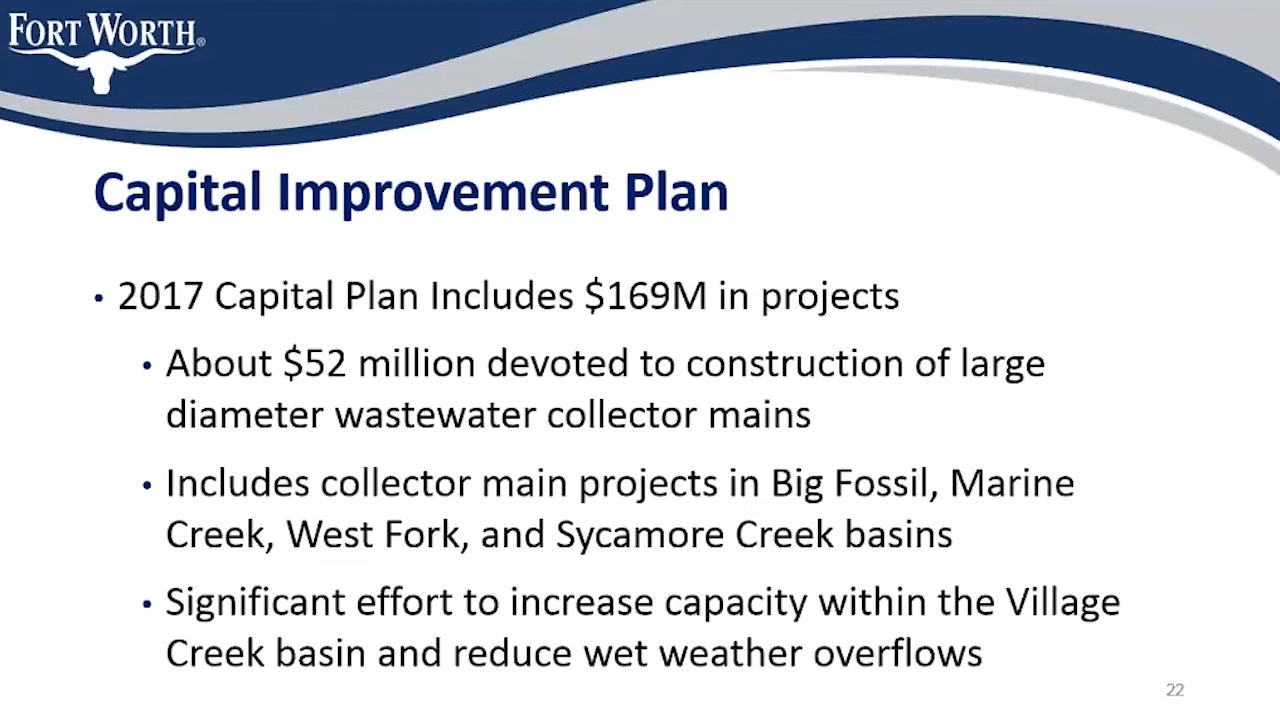 FORT WORTH®
Capital Improvement Plan
• 2017 Capital Plan Includes $169M in projects
• About $52 million devoted to construction of large
diameter wastewater collector mains
• Includes collector main projects in Big Fossil, Marine
Creek, West Fork, and Sycamore Creek basins
• Significant effort to increase capacity within the Village
Creek basin and reduce wet weather overflows
22